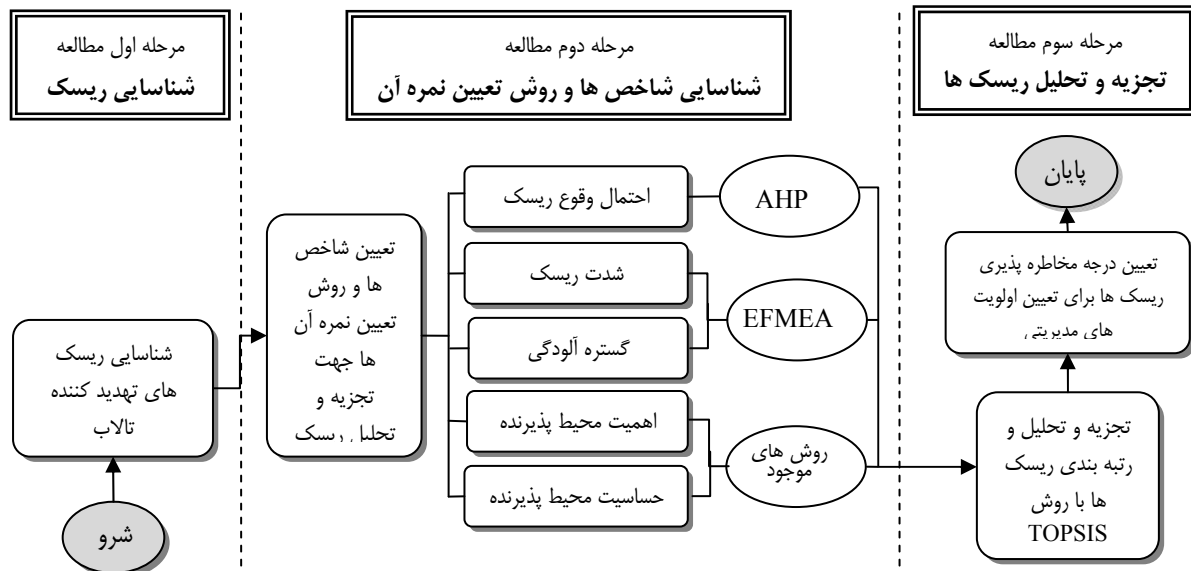 مرحله اول مطالعه
شناسایی ریسک
مرحله دوم مطالعه
شناسایی شاخص ها و روش تعیین نمره آن
مرحله سوم مطالعه
تجزیه و تحلیل ریسک ها
شناسایی ریسک
های تهدید کننده
تالاب
شرو
تعیین شاخص
ها و روش
تعیین نمره آن
ها جهت
تجزیه و
تحلیل ریسک
احتمال وقوع ریسک
شدت ریسک
گستره آلودگی
اهمیت محیط پذیرنده
حساسیت محیط پذیرنده
AHP
EFMEA
روش های
موجود
پایان
تعیین درجه مخاطره پذیری
ریسک ها برای تعیین اولویت
های مدیریتی
تجزیه و تحلیل و
رتبه بندی ریسک
ها با روش
TOPSIS